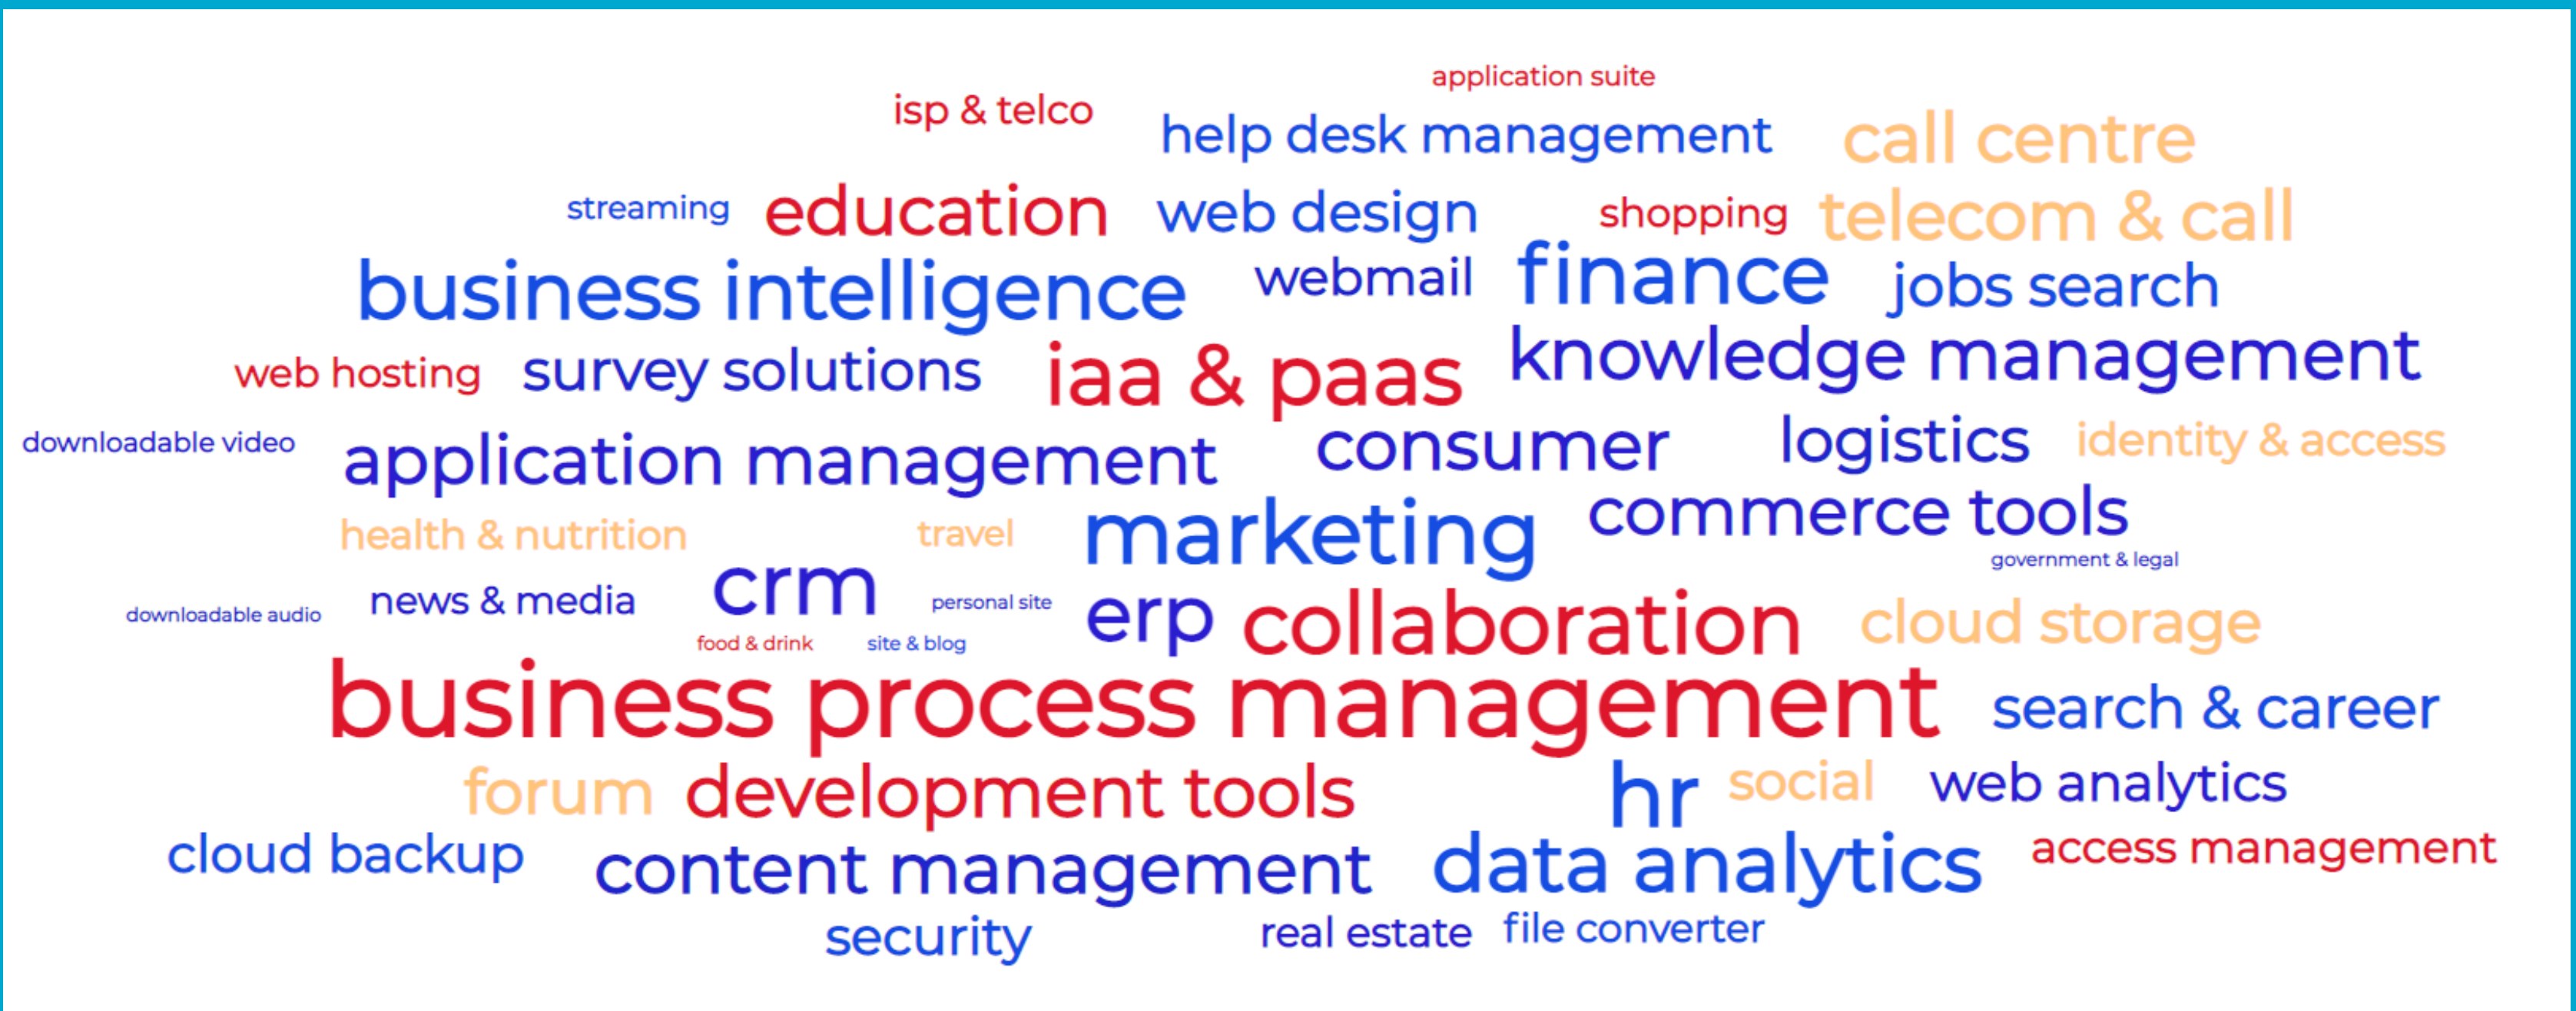 application suite
isp & telco
help desk management
call centre
streaming
education
web design
shopping
telecom & call
business intelligence
webmail
finance
jobs search
web hosting
survey solutions
iaa & paas
knowledge management
downloadable video
application management
consumer
logistics
identity & access
health & nutrition
travel
marketing
commerce tools
government & legal
downloadable audio
news & media
crm
personal site
erp
collaboration
cloud storage
food & drink
site & blog
business process management
search & career
forum
development tools
hr
social
web analytics
cloud backup
content management
data analytics
access management
security
real estate
file converter